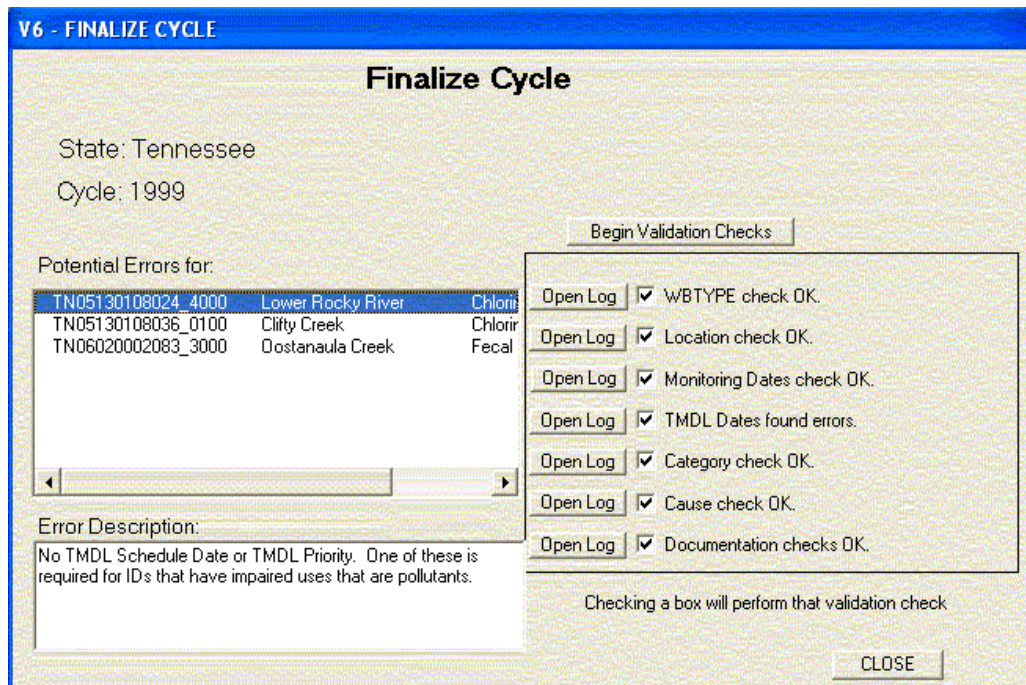 V6 - FINALIZE CYCLE
Finalize Cycle
State: Tennessee
Cycle: 1999
Begin Validation Checks
Potential Errors for:
TN05130108024_4000 Lower Rocky River Chlorin
TN05130108036_0100 Clifty Creek Chlorir
TN06020002083_3000 Oostanaula Creek Fecal
Open Log WBTYPE check OK.
Open Log Location check OK.
Open Log Monitoring Dates check OK.
Open Log TMDL Dates found errors.
Open Log Category check OK.
Open Log Cause check OK.
Open Log Documentation checks OK.
Error Description:
No TMDL Schedule Date or TMDL Priority. One of these is
required for IDs that have impaired uses that are pollutants.
Checking a box will perform that validation check
CLOSE